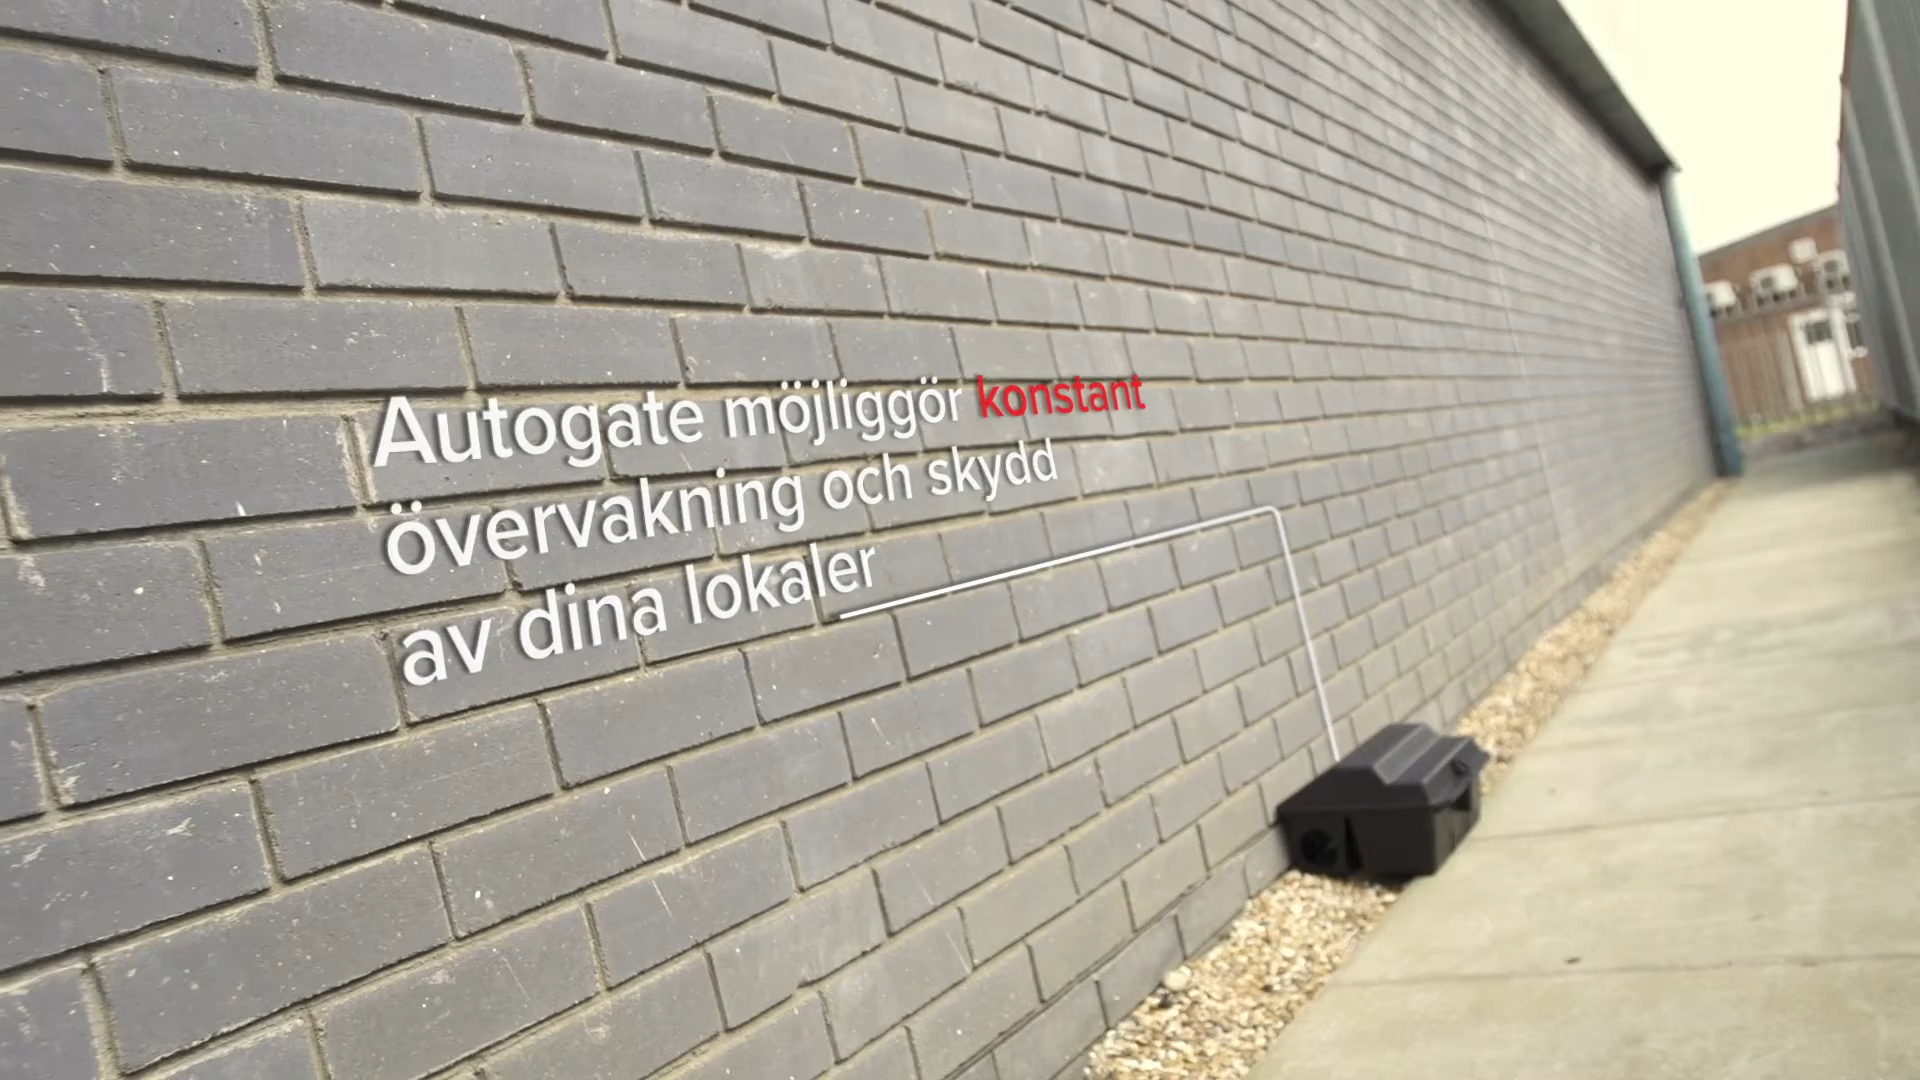 Autogate möjliggör konstant
övervakning och skydd
av dina lokaler